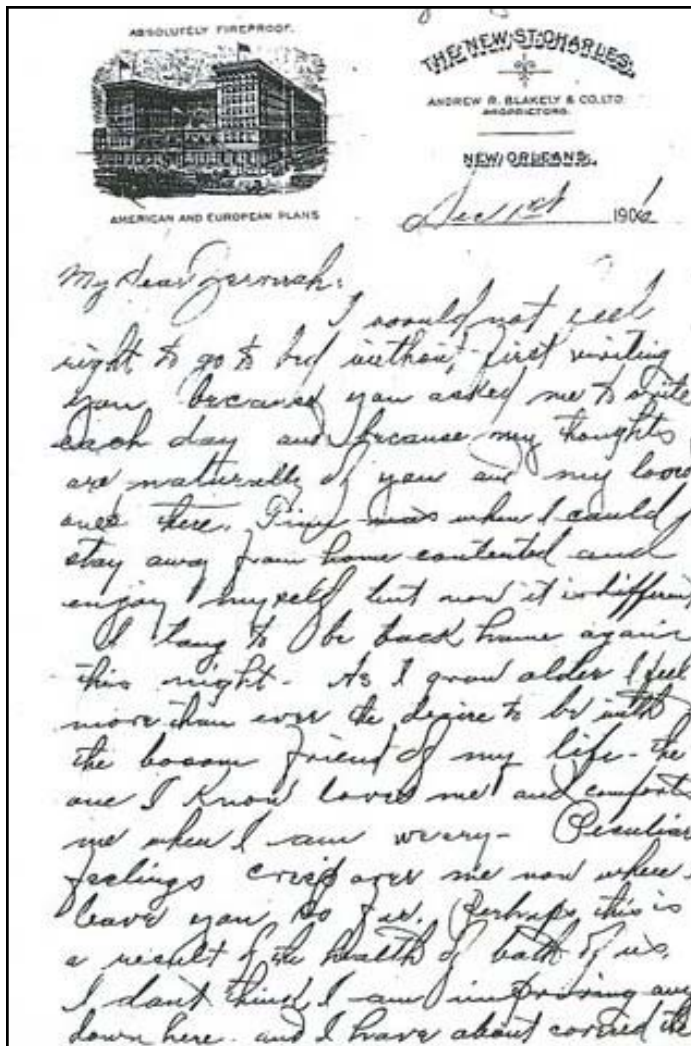 ABSOLUTELY FIREPROOF.
AMERICAN AND EUROPEAN PLANS
THE NEW ST. CHARLES.
ANDREW R. BLAKELY & CO. LTD.
PROPRIETORS.
NEW ORLEANS.
Dec 1st 190
My Dear
I would not feel
right to go to bed without first writing
you because you asked me to write
each day and because my thoughts
are naturally of you and my loved
ones there. Time was when I could
stay away from home contented and
enjoy myself but now it is different
I long to be back home again
this night - As I grow older I feel
more than ever the desire to be with
the bosom friend of my life - the
one I know loves me and comforts
me when I am weary - Peculiar
feelings creep over me now when I
leave you so far. Perhaps this is
a result of the health of both of us.
I dont think I am improving any
down here - and I have about covered the